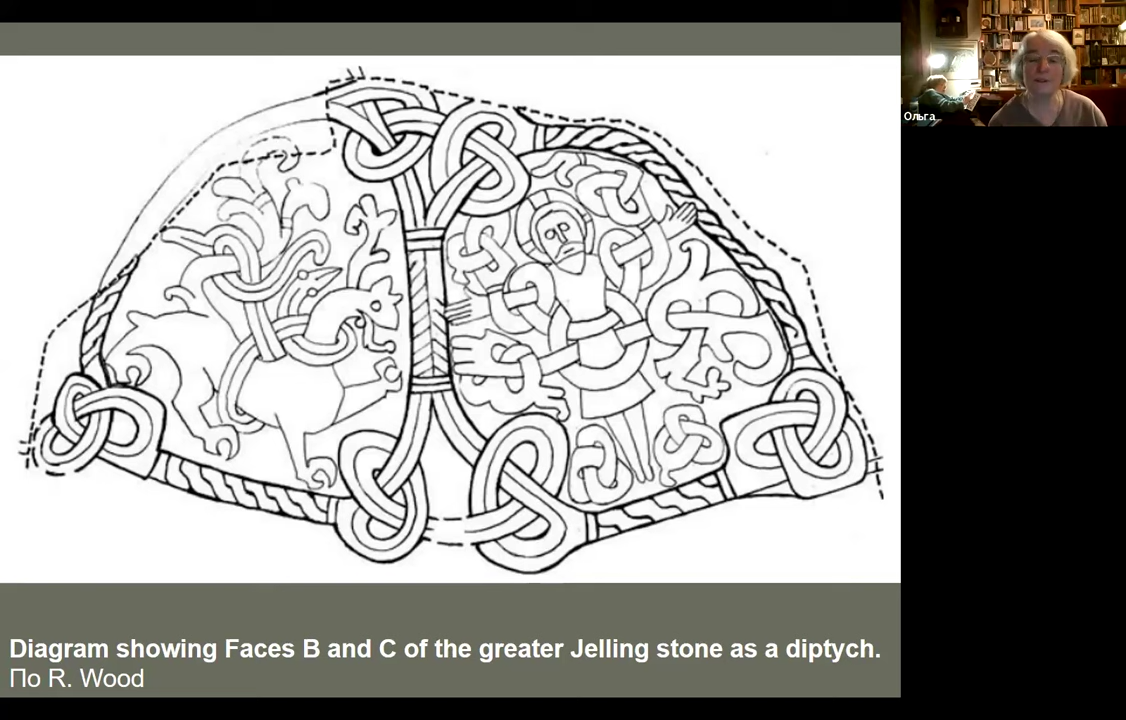 Ольга
Diagram showing Faces B and C of the greater Jelling stone as a diptych.
По R. Wood